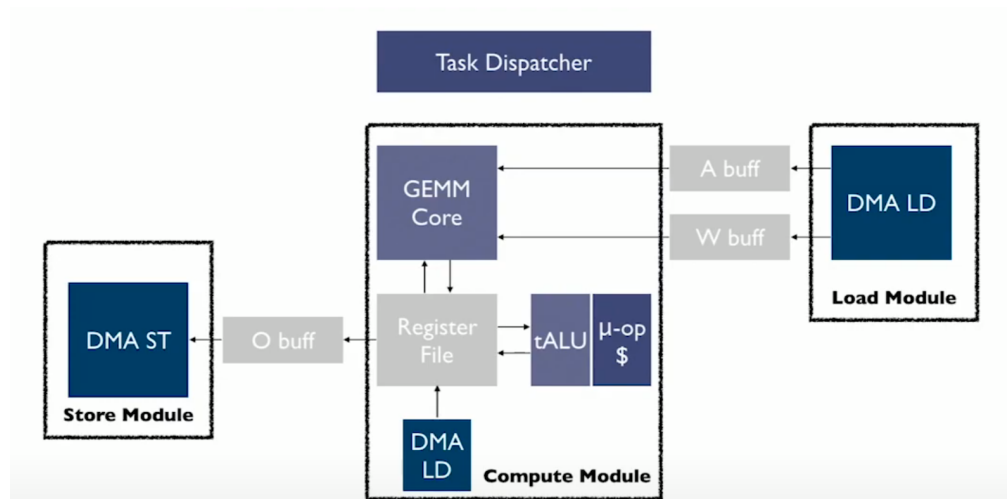 Task Dispatcher
GEMM
Core
A buff
W buff
DMA LD
Load Module
DMA ST
Store Module
O buff
Register
File
tALU
μ-op
$
DMA
LD
Compute Module